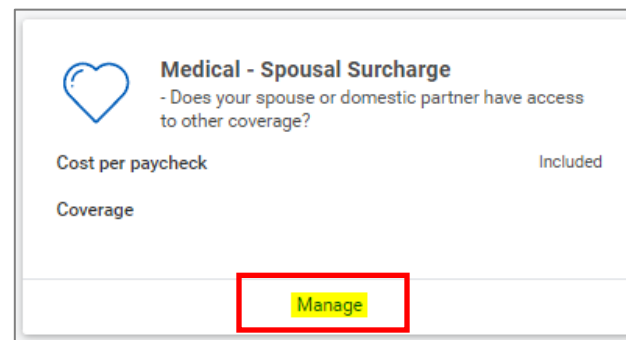 Medical - Spousal Surcharge
- Does your spouse or domestic partner have access
to other coverage?
Cost per paycheck Included
Coverage
Manage